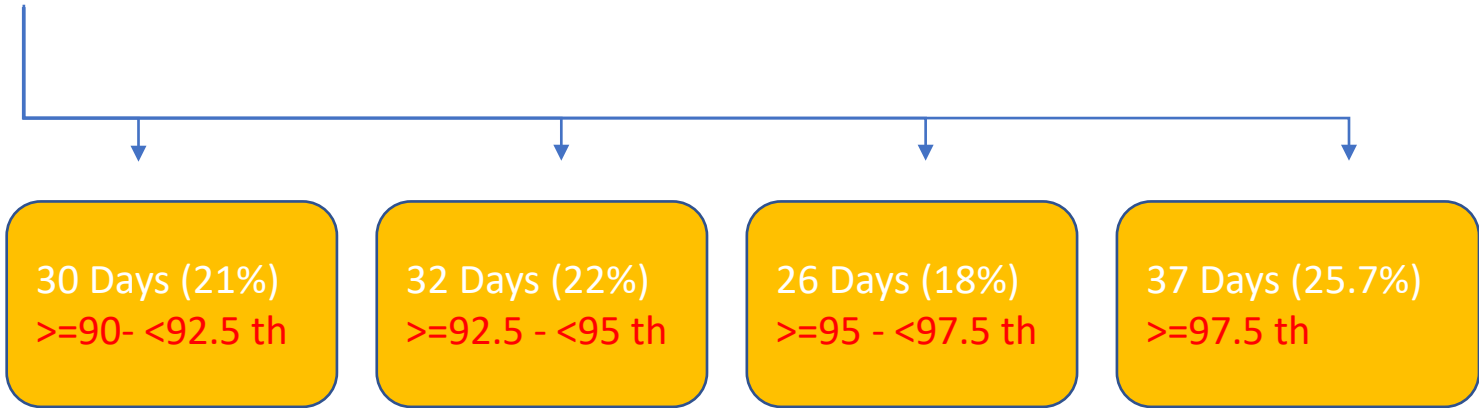 30 Days (21%)
>=90- <92.5 th
32 Days (22%)
>=92.5 - <95 th
26 Days (18%)
>=95 - <97.5 th
37 Days (25.7%)
>=97.5 th